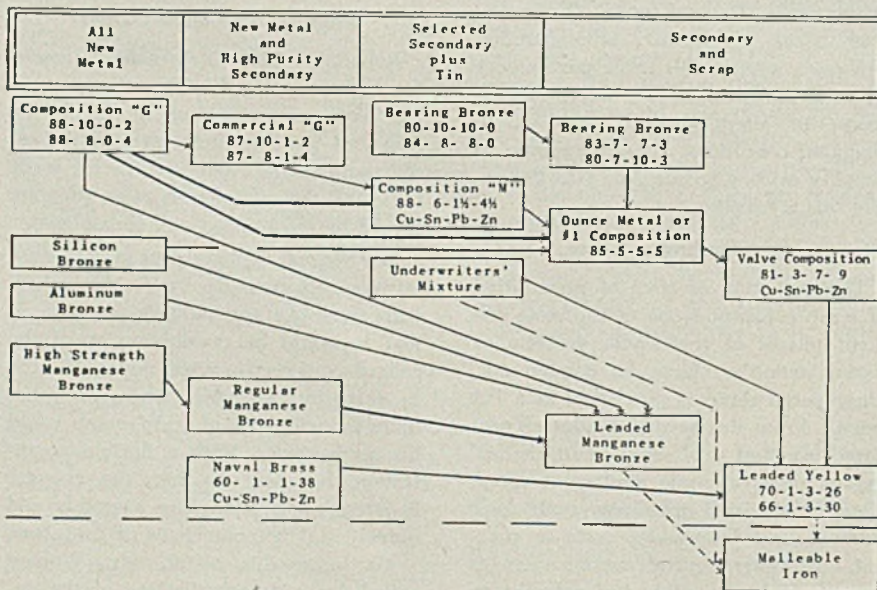 All
New
Metal
New Metal
and
High Purity
Secondary
Selected
Secondary
plus
Tin
Secondary
and
Scrap
Composition "G"
88-10-0-2
88- 8-0-4
Commercial "G"
87-10-1-2
87- 8-1-4
Bearing Bronze
80-10-10-0
84- 8- 8-0
Bearing Bronze
83-7- 7-3
80-7-10-3
Composition "M"
88- 6-1½-4½
Cu-Sn-Pb-Zn
Ounce Metal or
#1 Composition
85-5-5-5
Silicon
Bronze
Underwriters'
Mixture
Valve Composition
81- 3- 7- 9
Cu-Sn-Pb-Zn
Aluminum
Bronze
High Strength
Manganese
Bronze
Regular
Manganese
Bronze
Leaded
Manganese
Bronze
Naval Brass
60- 1- 1-38
Cu-Sn-Pb-Zn
Leaded Yellow
70-1-3-26
66-1-3-30
Malleable
Iron